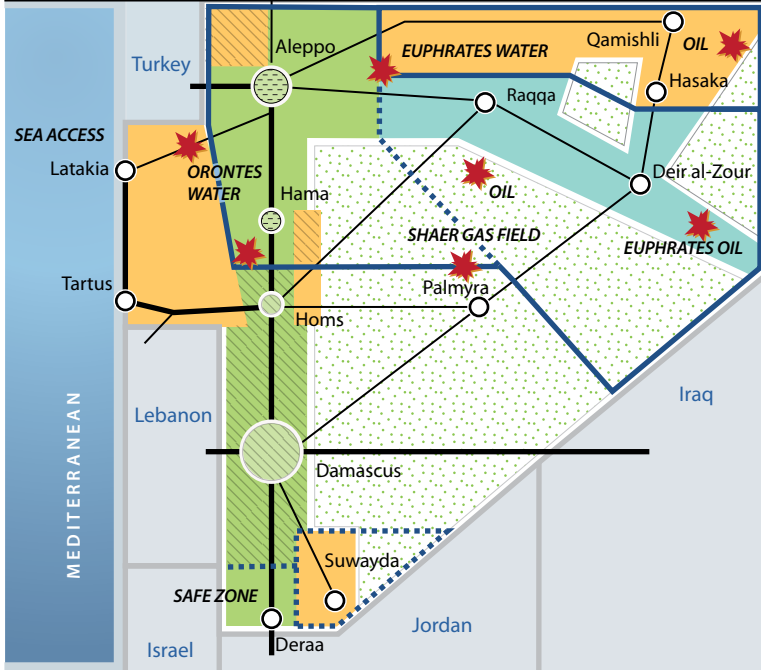 Aleppo
Qamishli
OIL
Turkey
EUPHRATES WATER
Hasaka
Raqqa
SEA ACCESS
Latakia
ORONTES
WATER
Deir al-Zour
Hama
OIL
SHAER GAS FIELD
EUPHRATES OIL
Tartus
Palmyra
Homs
Iraq
Lebanon
MEDITERRANEAN
Damascus
Suwayda
SAFE ZONE
Jordan
Israel
Deraa